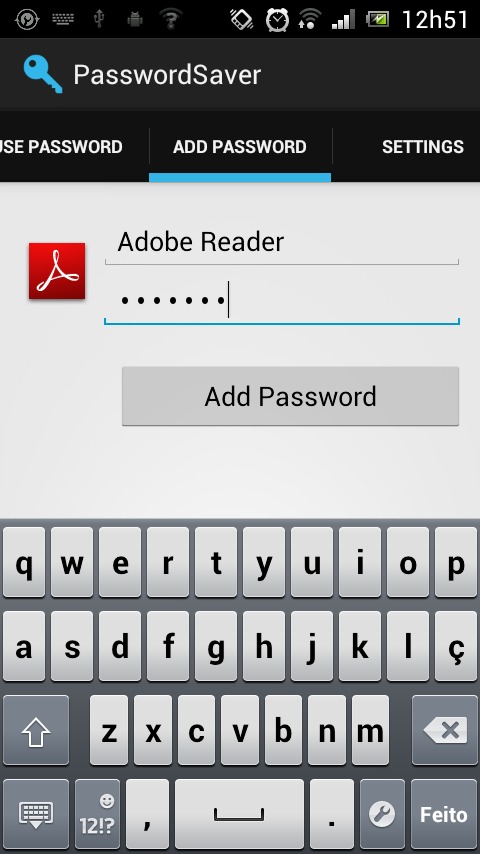 12h51
PasswordSaver
USE PASSWORD ADD PASSWORD SETTINGS
Adobe Reader
•••••••
Add Password
q w e r t y u i o p
a s d f g h j k l ç
z x c v b n m
12!? , . Feito